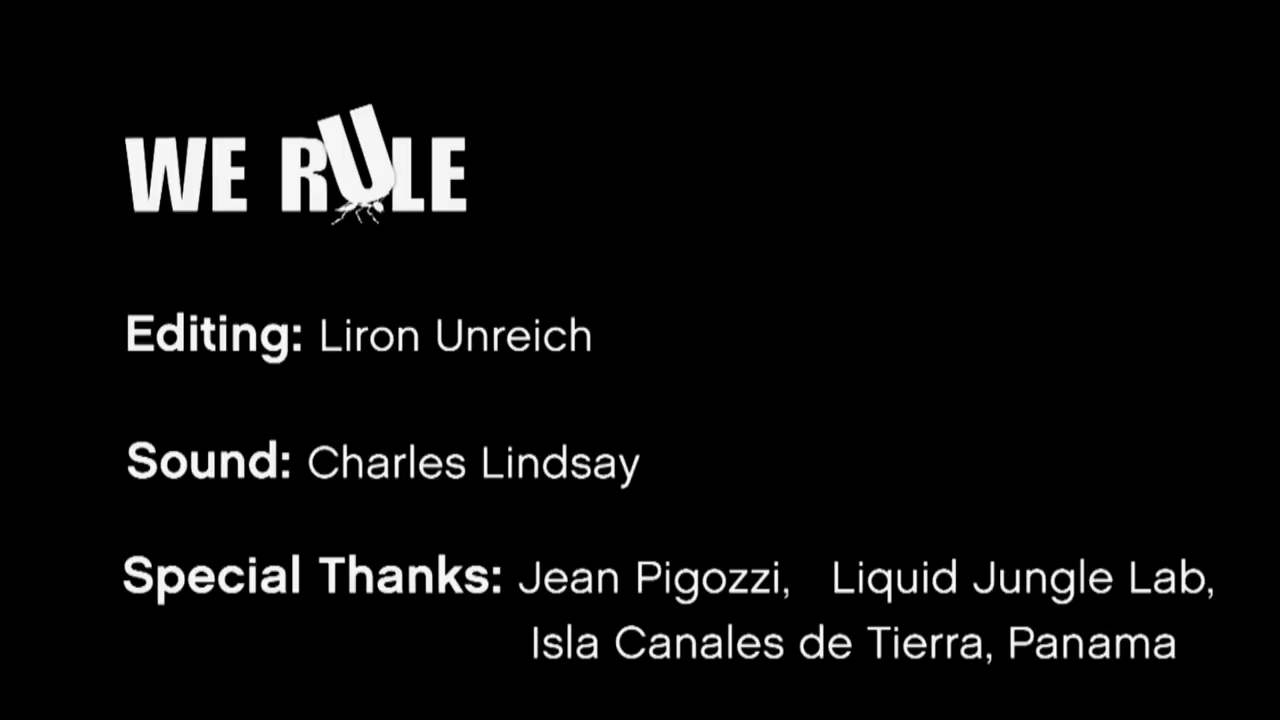 WE RULE
Editing: Liron Unreich
Sound: Charles Lindsay
Special Thanks: Jean Pigozzi, Liquid Jungle Lab,
Isla Canales de Tierra, Panama